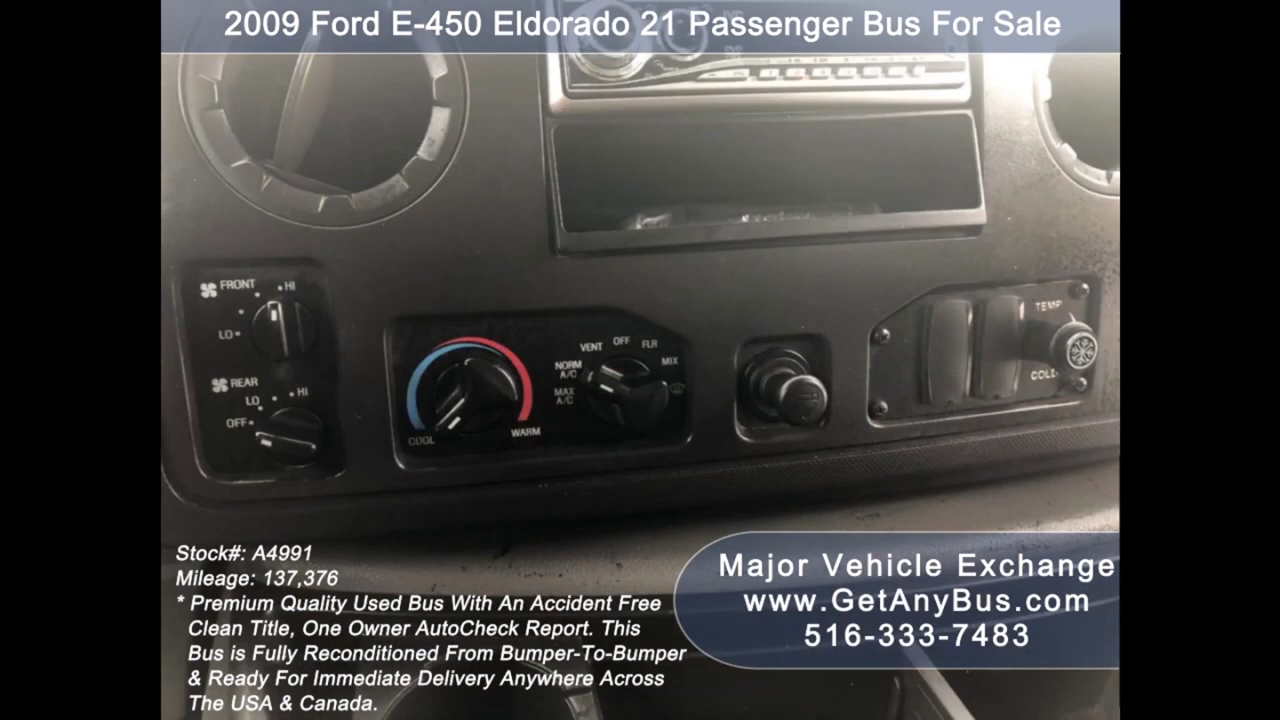 2009 Ford E-450 Eldorado 21 Passenger Bus For Sale
FRONT
HI
LO
REAR
LO
HI
OFF
COOL
WARM
MAX A/C
NORM A/C
VENT
OFF
FLR
MIX
TEMP
COLD
Stock#: A4991
Mileage: 137,376
* Premium Quality Used Bus With An Accident Free
Clean Title, One Owner AutoCheck Report. This
Bus is Fully Reconditioned From Bumper-To-Bumper
& Ready For Immediate Delivery Anywhere Across
The USA & Canada.
Major Vehicle Exchange
www.GetAnyBus.com
516-333-7483